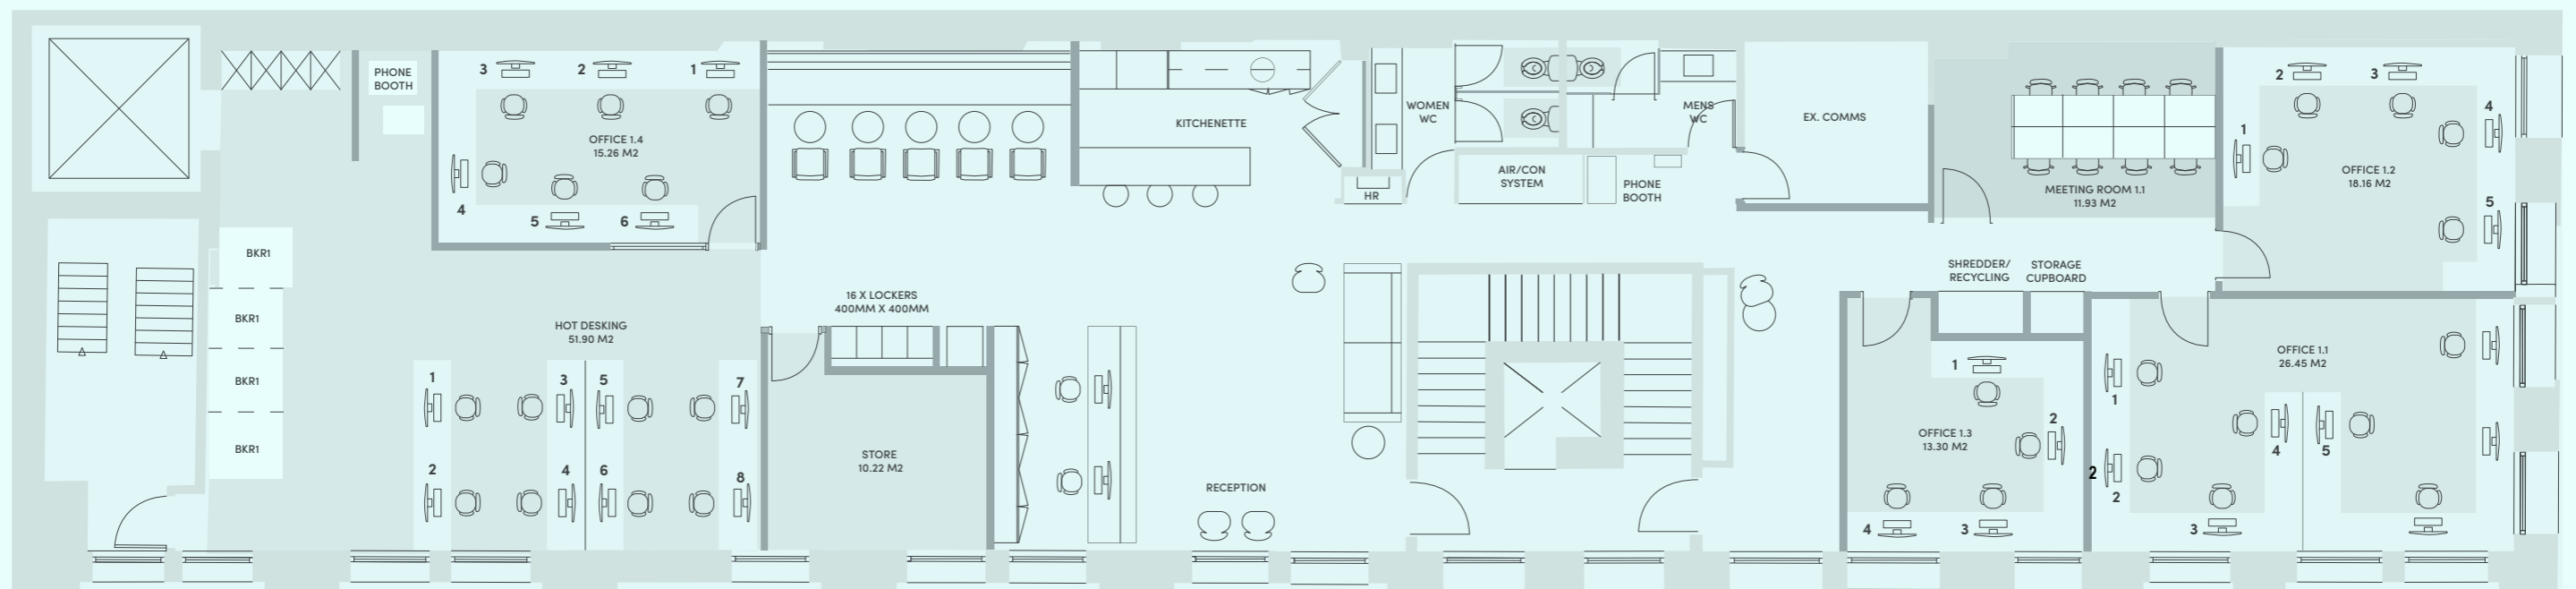 PHONE
BOOTH
3
2
1
OFFICE 1.4
15.26 M2
4
5
6
KITCHENETTE
WOMEN
WC
MENS
WC
HR
AIR/CON
SYSTEM
PHONE
BOOTH
EX. COMMS
MEETING ROOM 1.1
11.93 M2
2
3
4
1
OFFICE 1.2
18.16 M2
5
BKR1
BKR1
BKR1
BKR1
HOT DESKING
51.90 M2
1
3
5
7
2
4
6
8
16 X LOCKERS
400MM X 400MM
STORE
10.22 M2
RECEPTION
SHREDDER/
RECYCLING
STORAGE
CUPBOARD
1
2
OFFICE 1.3
13.30 M2
4
3
OFFICE 1.1
26.45 M2
1
4
5
2
2
3